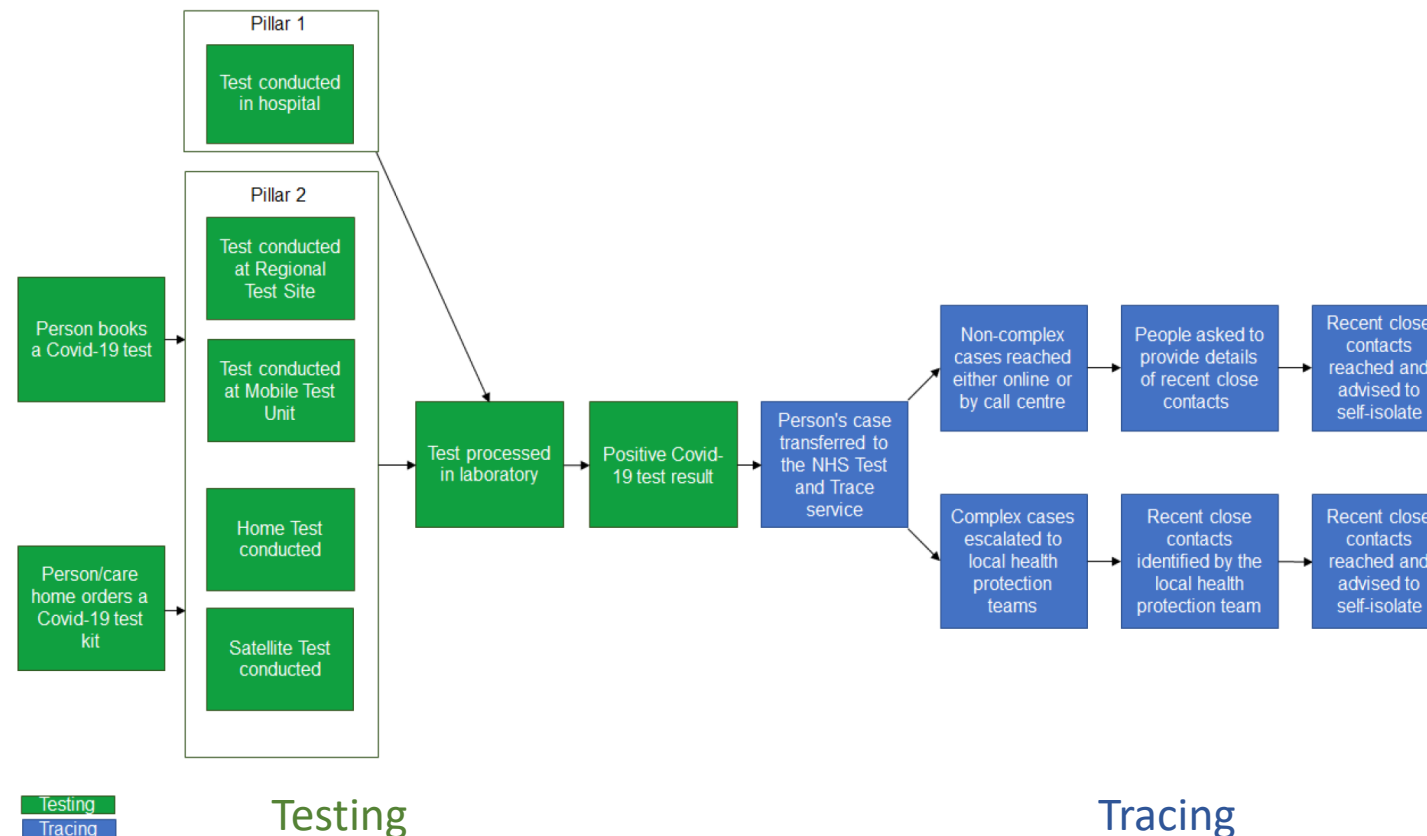 Pillar 1
Test conducted
in hospital
Pillar 2
Test conducted
at Regional
Test Site
Test conducted
at Mobile Test
Unit
Home Test
conducted
Satellite Test
conducted
Person books
a Covid-19 test
Person/care
home orders a
Covid-19 test
kit
Test processed
in laboratory
Positive Covid-
19 test result
Person's case
transferred to
the NHS Test
and Trace
service
Non-complex
cases reached
either online or
by call centre
People asked to
provide details
of recent close
contacts
Recent close
contacts
reached and
advised to
self-isolate
Complex cases
escalated to
local health
protection
teams
Recent close
contacts
identified by the
local health
protection team
Recent close
contacts
reached and
advised to
self-isolate
Testing
Tracing
Testing
Tracing